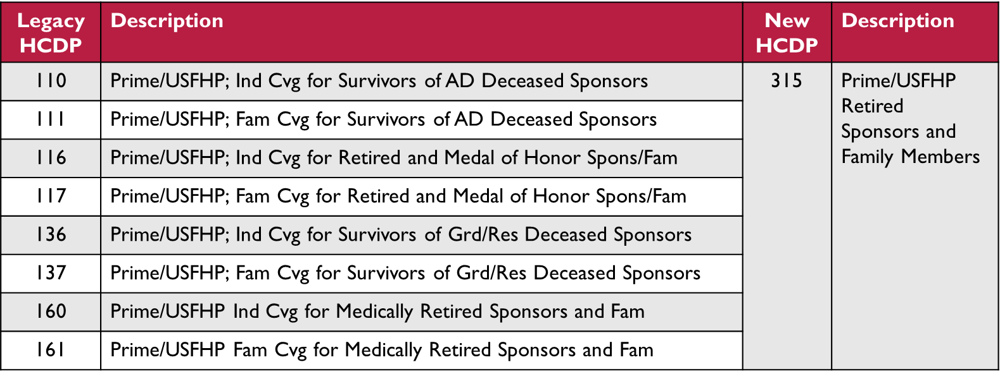 Legacy HCDP Description New HCDP Description
110 Prime/USFHP; Ind Cvg for Survivors of AD Deceased Sponsors 315 Prime/USFHP Retired Sponsors and Family Members
111 Prime/USFHP; Fam Cvg for Survivors of AD Deceased Sponsors
116 Prime/USFHP; Ind Cvg for Retired and Medal of Honor Spons/Fam
117 Prime/USFHP; Fam Cvg for Retired and Medal of Honor Spons/Fam
136 Prime/USFHP; Ind Cvg for Survivors of Grd/Res Deceased Sponsors
137 Prime/USFHP; Fam Cvg for Survivors of Grd/Res Deceased Sponsors
160 Prime/USFHP Ind Cvg for Medically Retired Sponsors and Fam
161 Prime/USFHP Fam Cvg for Medically Retired Sponsors and Fam